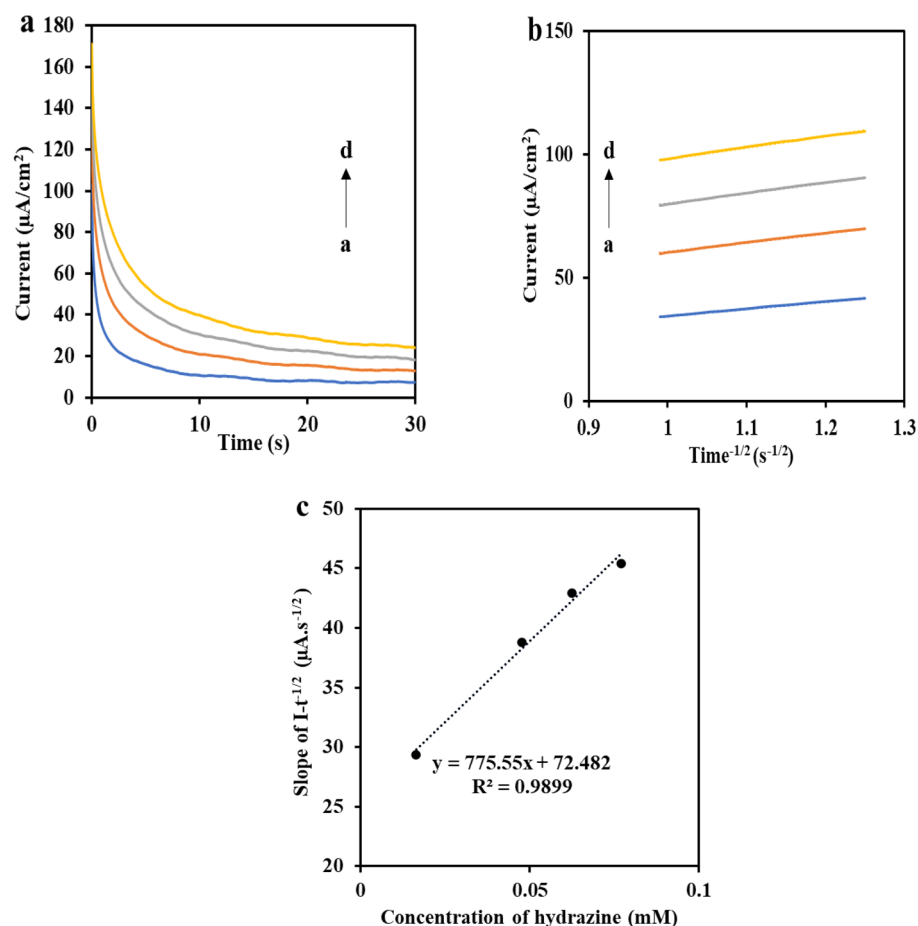 a
180
160
140
120
100
80
60
40
20
0
Current (µA/cm²)
d
a
0
10
20
30
Time (s)
b
150
100
50
0
Current (µA/cm²)
d
a
0.9
1
1.1
1.2
1.3
Time⁻¹/² (s⁻¹/²)
c
50
45
40
35
30
25
20
Slope of I-t⁻¹/² (µA.s⁻¹/²)
y = 775.55x + 72.482
R² = 0.9899
0
0.05
0.1
Concentration of hydrazine (mM)